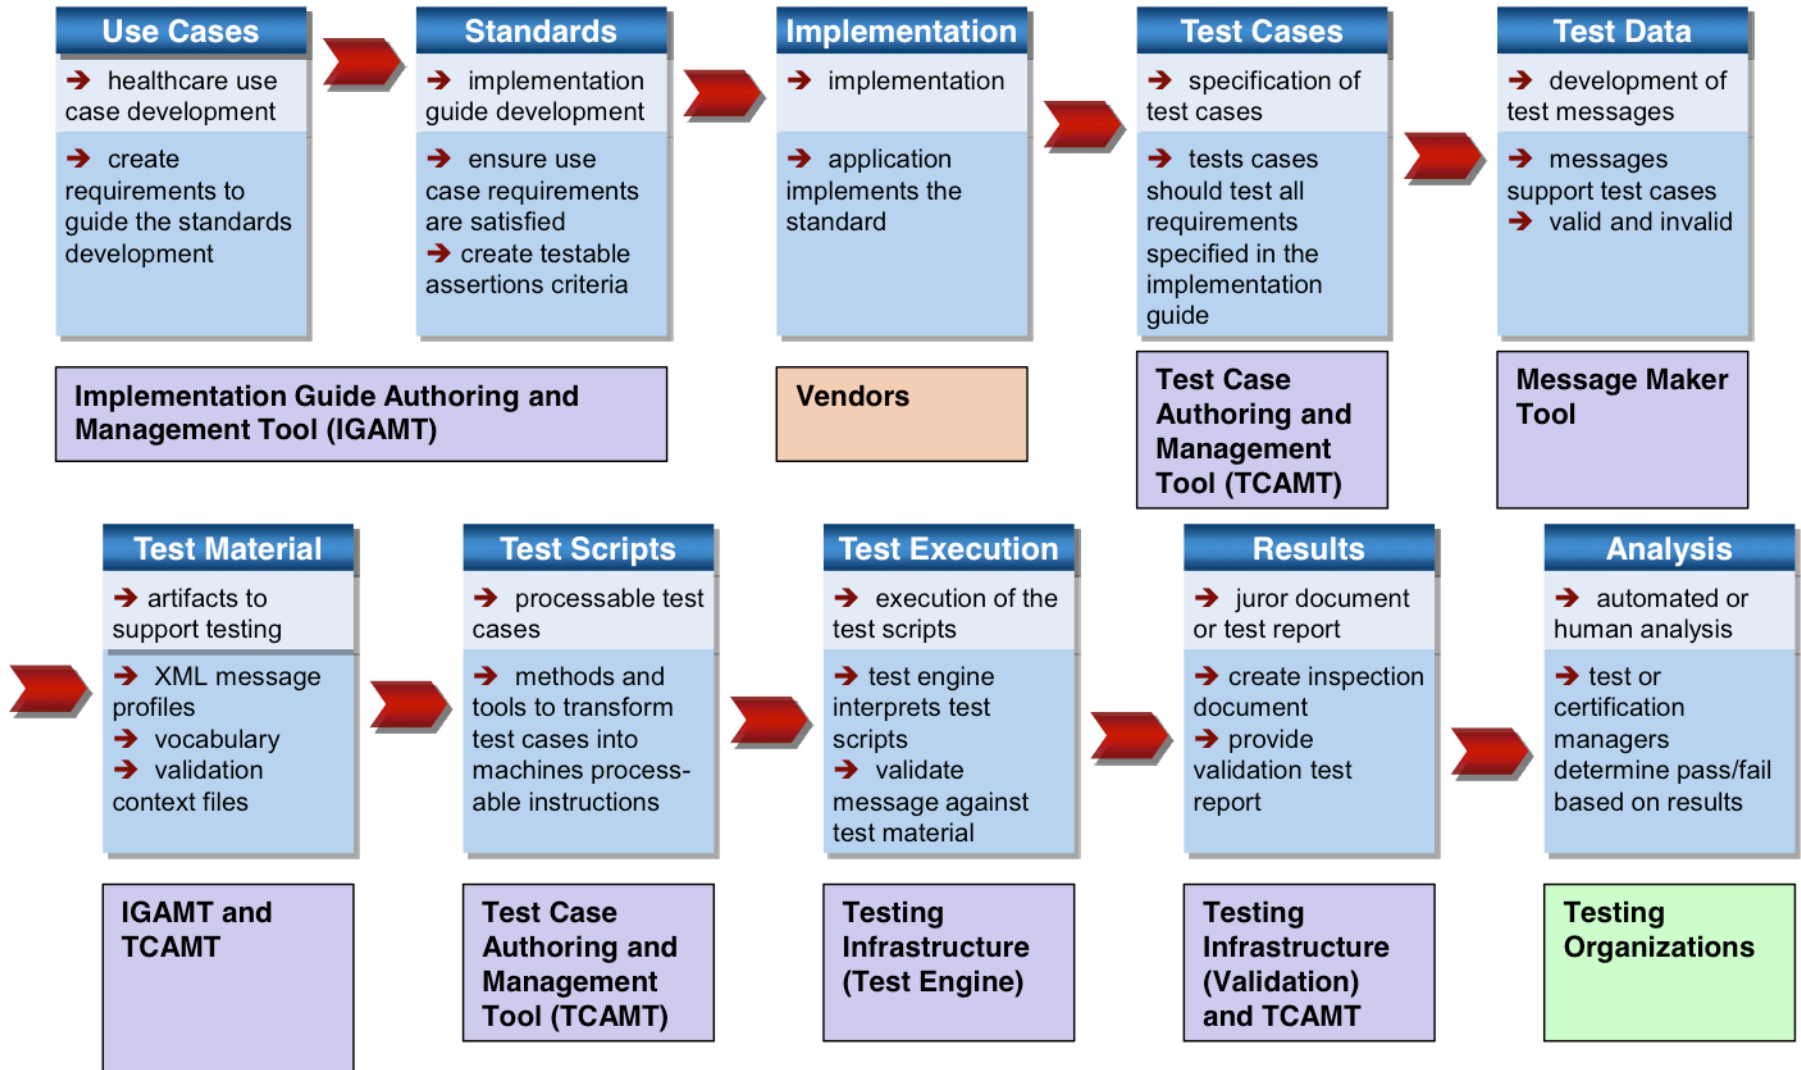 Use Cases
➔ healthcare use
case development
➔ create
requirements to
guide the standards
development
Standards
➔ implementation
guide development
➔ ensure use
case requirements
are satisfied
➔ create testable
assertions criteria
Implementation Guide Authoring and
Management Tool (IGAMT)
Implementation
➔ implementation
➔ application
implements the
standard
Vendors
Test Cases
➔ specification of
test cases
➔ tests cases
should test all
requirements
specified in the
implementation
guide
Test Case
Authoring and
Management
Tool (TCAMT)
Test Data
➔ development of
test messages
➔ messages
support test cases
➔ valid and invalid
Message Maker
Tool
Test Material
➔ artifacts to
support testing
➔ XML message
profiles
➔ vocabulary
➔ validation
context files
IGAMT and
TCAMT
Test Scripts
➔ processable test
cases
➔ methods and
tools to transform
test cases into
machines process-
able instructions
Test Case
Authoring and
Management
Tool (TCAMT)
Test Execution
➔ execution of the
test scripts
➔ test engine
interprets test
scripts
➔ validate
message against
test material
Testing
Infrastructure
(Test Engine)
Results
➔ juror document
or test report
➔ create inspection
document
➔ provide
validation test
report
Testing
Infrastructure
(Validation)
and TCAMT
Analysis
➔ automated or
human analysis
➔ test or
certification
managers
determine pass/fail
based on results
Testing
Organizations